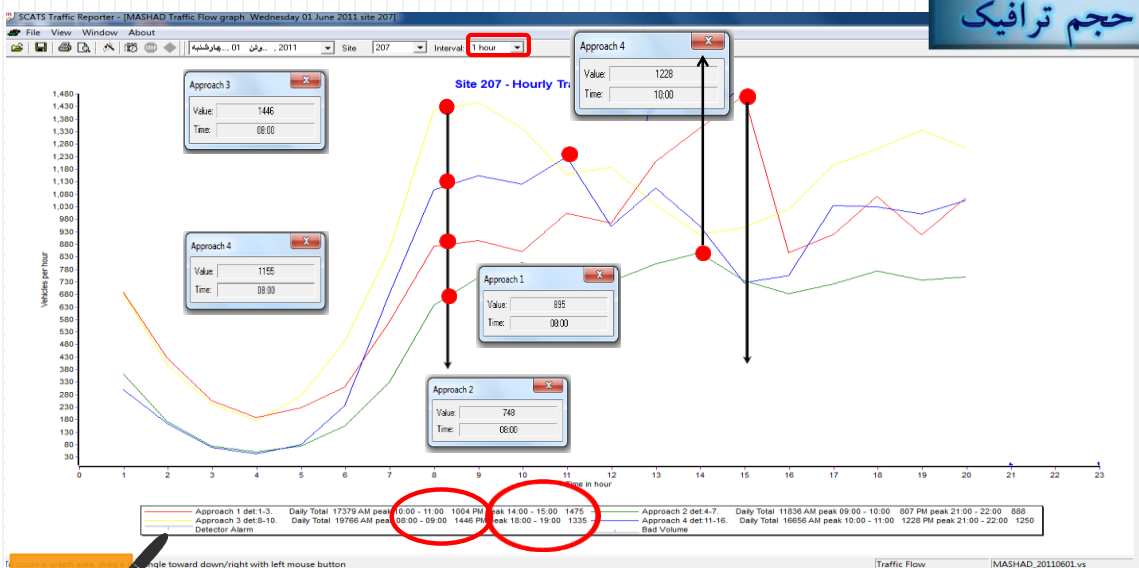 حجم ترافیک
SCATS Traffic Reporter - [MASHAD Traffic Flow graph Wednesday 01 June 2011 site 207]
File View Window About
2011 , Site 207 Interval: 1 hour
Site 207 - Hourly Tra
Approach 4
Value: 1228
Time: 10:00
Approach 3
Value: 1446
Time: 08:00
Approach 4
Value: 1155
Time: 08:00
Approach 1
Value: 895
Time: 08:00
Approach 2
Value: 748
Time: 08:00
Vehicles per hour
1,480
1,430
1,380
1,330
1,280
1,230
1,180
1,130
1,080
1,030
980
930
880
830
780
730
680
630
580
530
480
430
380
330
280
230
180
130
80
30
0 1 2 3 4 5 6 7 8 9 10 11 12 13 14 15 16 17 18 19 20 21 22 23
Time in hour
Approach 1 det:1-3. Daily Total 17379 AM peak 10:00 - 11:00 1004 PM peak 14:00 - 15:00 1475
Approach 2 det:4-7. Daily Total 11836 AM peak 09:00 - 10:00 807 PM peak 21:00 - 22:00 888
Approach 3 det:8-10. Daily Total 19766 AM peak 08:00 - 09:00 1446 PM peak 18:00 - 19:00 1335
Approach 4 det:11-16. Daily Total 16656 AM peak 10:00 - 11:00 1228 PM peak 21:00 - 22:00 1250
Detector Alarm
Bad Volume
toward down/right with left mouse button
Traffic Flow
MASHAD_20110601.vs